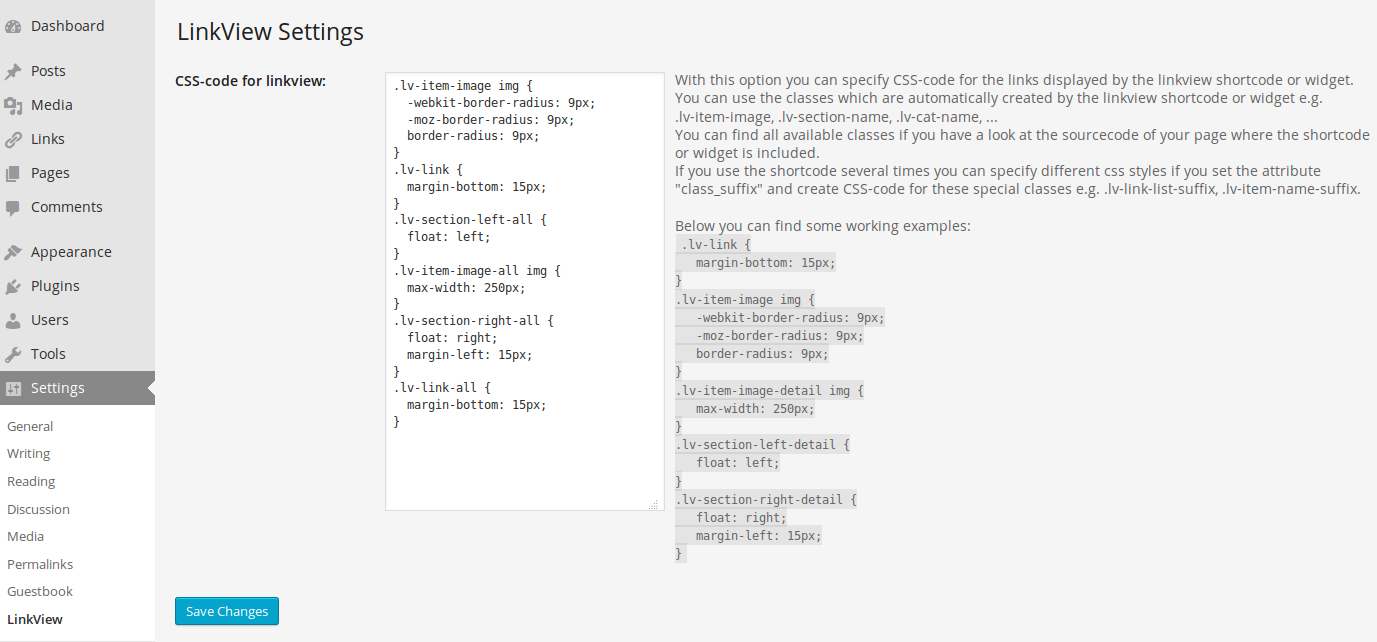 Dashboard
Posts
Media
Links
Pages
Comments
Appearance
Plugins
Users
Tools
Settings
General
Writing
Reading
Discussion
Media
Permalinks
Guestbook
LinkView
LinkView Settings
CSS-code for linkview:
.lv-item-image img {
  -webkit-border-radius: 9px;
  -moz-border-radius: 9px;
  border-radius: 9px;
}
.lv-link {
  margin-bottom: 15px;
}
.lv-section-left-all {
  float: left;
}
.lv-item-image-all img {
  max-width: 250px;
}
.lv-section-right-all {
  float: right;
  margin-left: 15px;
}
.lv-link-all {
  margin-bottom: 15px;
}
With this option you can specify CSS-code for the links displayed by the linkview shortcode or widget.
You can use the classes which are automatically created by the linkview shortcode or widget e.g.
.lv-item-image, .lv-section-name, .lv-cat-name, ...
You can find all available classes if you have a look at the sourcecode of your page where the shortcode
or widget is included.
If you use the shortcode several times you can specify different css styles if you set the attribute
"class_suffix" and create CSS-code for these special classes e.g. .lv-link-list-suffix, .lv-item-name-suffix.
Below you can find some working examples:
.lv-link {
   margin-bottom: 15px;
}
.lv-item-image img {
   -webkit-border-radius: 9px;
   -moz-border-radius: 9px;
   border-radius: 9px;
}
.lv-item-image-detail img {
   max-width: 250px;
}
.lv-section-left-detail {
   float: left;
}
.lv-section-right-detail {
   float: right;
   margin-left: 15px;
}
Save Changes